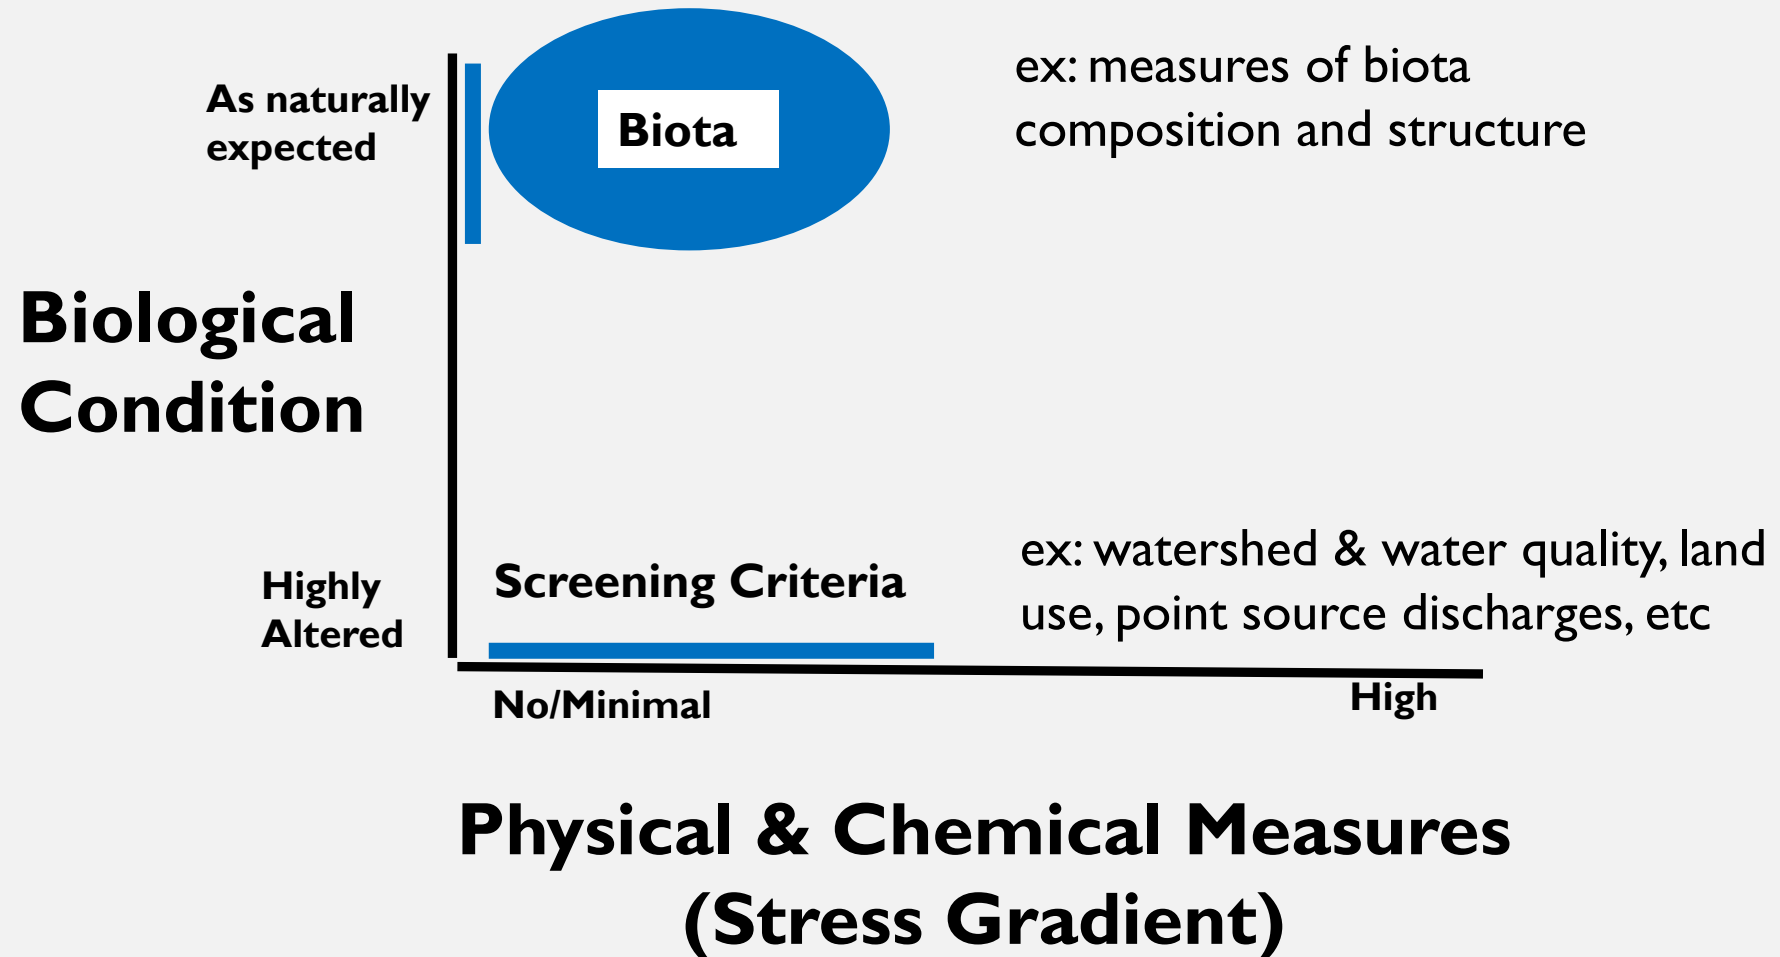 As naturally
expected
Biota
ex: measures of biota
composition and structure
Biological
Condition
Highly
Altered
Screening Criteria
ex: watershed & water quality, land
use, point source discharges, etc
No/Minimal
High
Physical & Chemical Measures
(Stress Gradient)